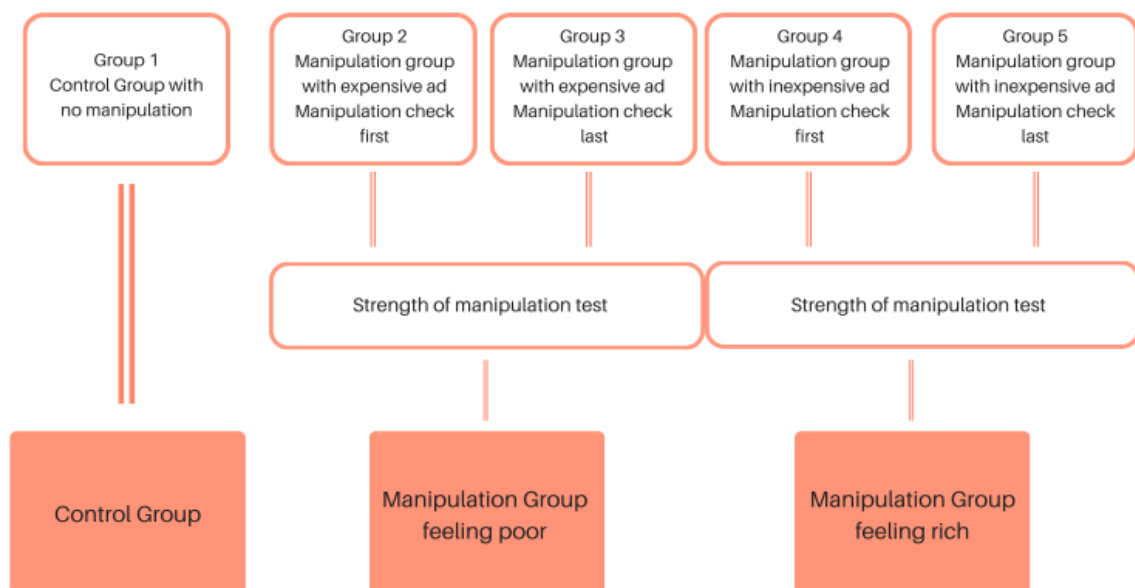 Group 1
Control Group with
no manipulation
Group 2
Manipulation group
with expensive ad
Manipulation check
first
Group 3
Manipulation group
with expensive ad
Manipulation check
last
Group 4
Manipulation group
with inexpensive ad
Manipulation check
first
Group 5
Manipulation group
with inexpensive ad
Manipulation check
last
Strength of manipulation test
Strength of manipulation test
Control Group
Manipulation Group
feeling poor
Manipulation Group
feeling rich